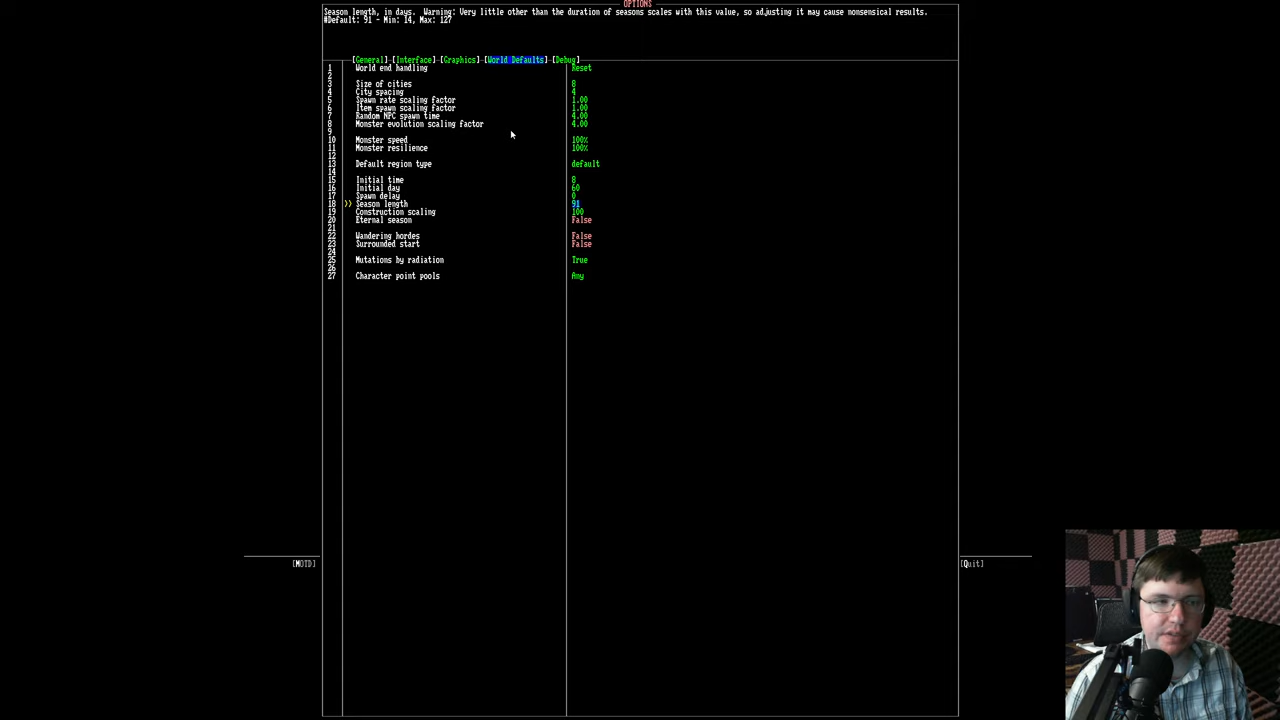 OPTIONS
Season length, in days.  Warning: Very little other than the duration of seasons scales with this value, so adjusting it may cause nonsensical results.
#Default: 91 - Min: 14, Max: 127
[General] [Interface] [Graphics] [World Defaults] [Debug]
1 World end handling Reset
2
3 Size of cities 8
4 City spacing 4
5 Spawn rate scaling factor 1.00
6 Item spawn scaling factor 1.00
7 Random NPC spawn time 4.00
8 Monster evolution scaling factor 4.00
9
10 Monster speed 100%
11 Monster resilience 100%
12
13 Default region type default
14
15 Initial time 8
16 Initial day 60
17 Spawn delay 0
18 >> Season length 91
19 Construction scaling 100
20 Eternal season False
21
22 Wandering hordes False
23 Surrounded start False
24
25 Mutations by radiation True
26
27 Character point pools Any
[MOTD] [Quit]